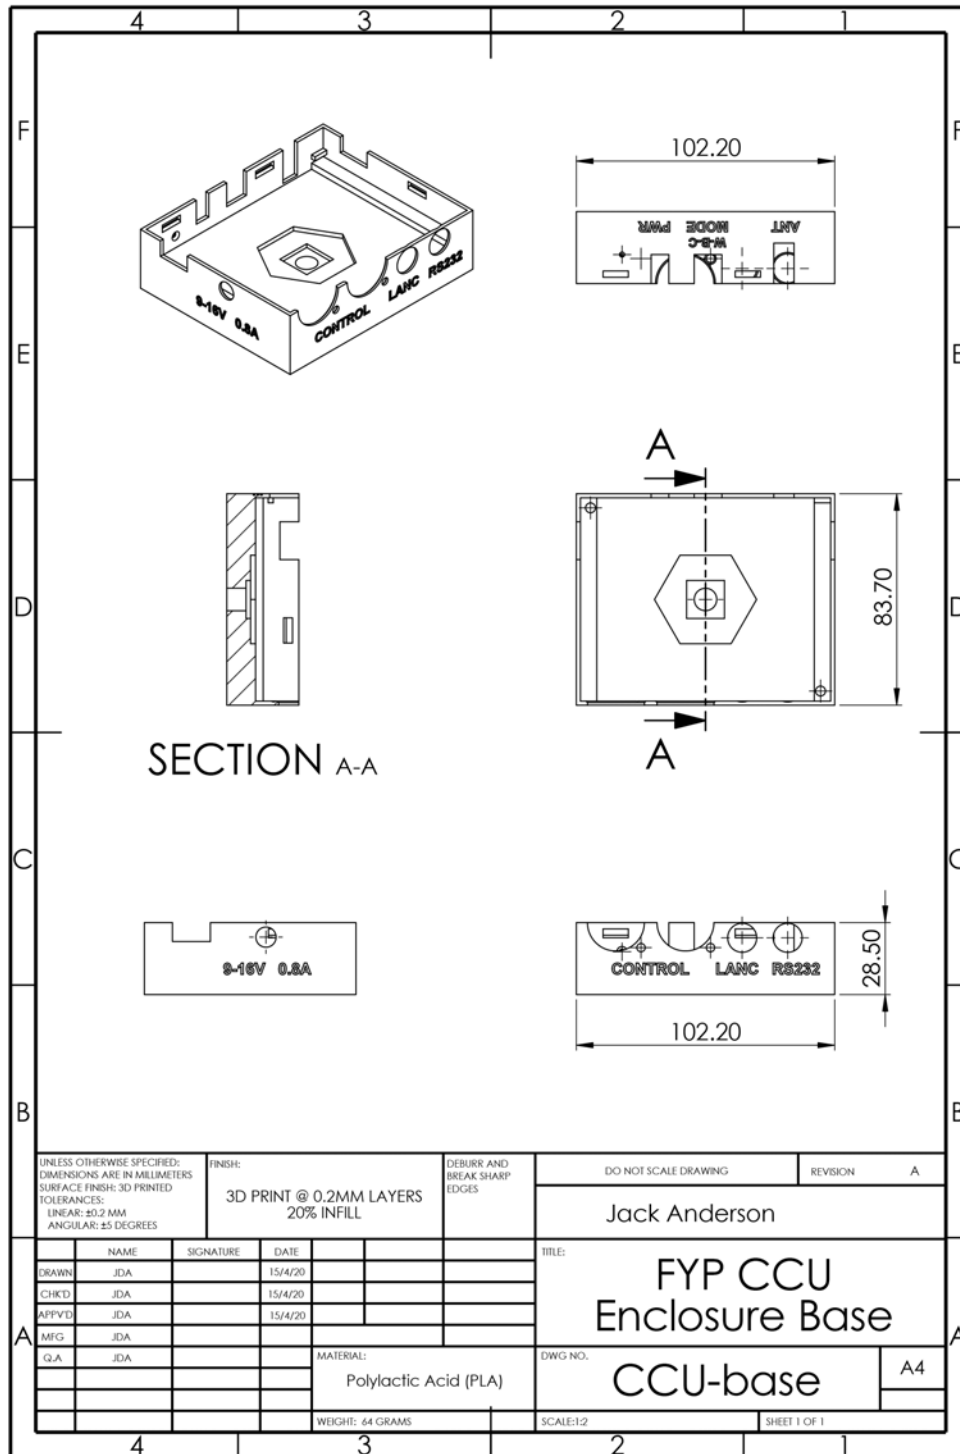 4 3 2 1
F F
102.20
PWR MODE ANT
W-B-C
9-16V 0.8A
CONTROL LANC RS232
E E
A
83.70
D D
A
SECTION A-A
C C
9-16V 0.8A
CONTROL LANC RS232
28.50
102.20
B B
UNLESS OTHERWISE SPECIFIED:
DIMENSIONS ARE IN MILLIMETERS
SURFACE FINISH: 3D PRINTED
TOLERANCES:
LINEAR: ±0.2 MM
ANGULAR: ±5 DEGREES
FINISH:
3D PRINT @ 0.2MM LAYERS
20% INFILL
DEBURR AND
BREAK SHARP
EDGES
DO NOT SCALE DRAWING
REVISION A
Jack Anderson
NAME SIGNATURE DATE
DRAWN JDA 15/4/20
CHK'D JDA 15/4/20
APPV'D JDA 15/4/20
MFG JDA
Q.A JDA
TITLE:
FYP CCU
Enclosure Base
A A
MATERIAL:
Polylactic Acid (PLA)
DWG NO.
CCU-base
A4
WEIGHT: 64 GRAMS
SCALE:1:2
SHEET 1 OF 1
4 3 2 1